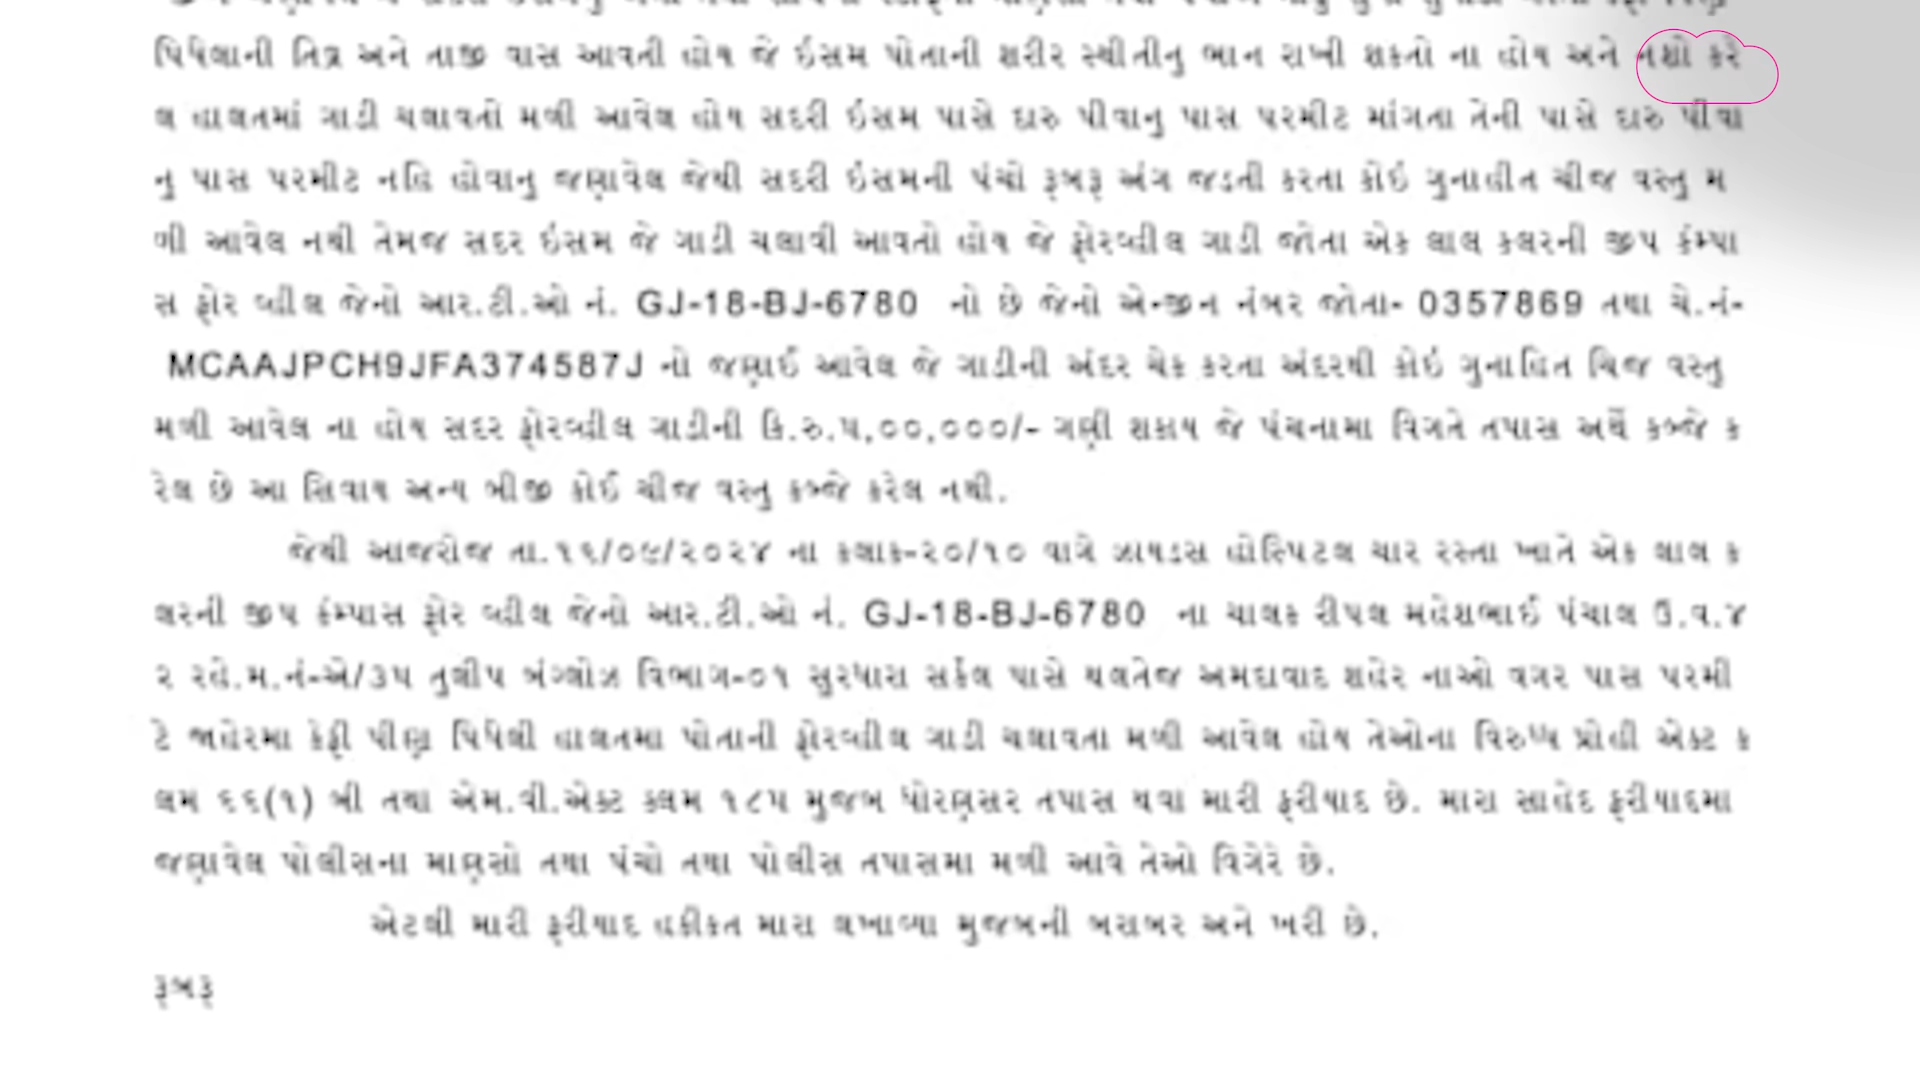 પિધેલાની તિવ્ર અને તાજી વાસ આવતી હોય જે ઇસમ પોતાની શરીર સ્થીતીનુ ભાન રાખી શકતો ના હોય અને નશો કરે
લ હાલતમાં ગાડી ચલાવતો મળી આવેલ હોય સદરી ઇસમ પાસે દારુ પીવાનુ પાસ પરમીટ માંગતા તેની પાસે દારુ પીવા
નુ પાસ પરમીટ નહિ હોવાનુ જણાવેલ જેથી સદરી ઇસમની પંચો રૂબરૂ અંગ જડતી કરતા કોઇ ગુનાહીત ચીજ વસ્તુ મ
ળી આવેલ નથી તેમજ સદર ઇસમ જે ગાડી ચલાવી આવતો હોય જે ફોરવ્હીલ ગાડી જોતા એક લાલ કલરની જીપ કંમ્પા
સ ફોર વ્હીલ જેનો આર.ટી.ઓ નં. GJ-18-BJ-6780 નો છે જેનો એન્જીન નંબર જોતા- 0357869 તથા ચે.નં-
MCAAJPCH9JFA374587J નો જણાઈ આવેલ જે ગાડીની અંદર ચેક કરતા અંદરથી કોઇ ગુનાહિત ચિજ વસ્તુ
મળી આવેલ ના હોય સદર ફોરવ્હીલ ગાડીની કિ.રુ.૫,૦૦,૦૦૦/- ગણી શકાય જે પંચનામા વિગતે તપાસ અર્થે કબ્જે ક
રેલ છે આ સિવાય અન્ય બીજી કોઈ ચીજ વસ્તુ કબ્જે કરેલ નથી.
જેથી આજરોજ તા.૧૬/૦૯/૨૦૨૪ ના કલાક-૨૦/૧૦ વાગે ઝાયડસ હોસ્પિટલ ચાર રસ્તા ખાતે એક લાલ ક
લરની જીપ કંમ્પાસ ફોર વ્હીલ જેનો આર.ટી.ઓ નં. GJ-18-BJ-6780 ના ચાલક રીપલ મહેશભાઈ પંચાલ ઉ.વ.૪
૨ રહે.મ.નં-એ/૩૫ તુલીપ બંગ્લોઝ વિભાગ-૦૧ સુરધારા સર્કલ પાસે થલતેજ અમદાવાદ શહેર નાઓ વગર પાસ પરમી
ટે જાહેરમા કેફી પીણુ પિધેલી હાલતમા પોતાની ફોરવ્હીલ ગાડી ચલાવતા મળી આવેલ હોય તેઓના વિરુધ્ધ પ્રોહી એક્ટ ક
લમ ૬૬(૧) બી તથા એમ.વી.એક્ટ કલમ ૧૮૫ મુજબ ધોરણસર તપાસ થવા મારી ફરીયાદ છે. મારા સાહેદ ફરીયાદમા
જણાવેલ પોલીસના માણસો તથા પંચો તથા પોલીસ તપાસમા મળી આવે તેઓ વિગેરે છે.
એટલી મારી ફરીયાદ હકીકત મારા લખાવ્યા મુજબની બરાબર અને ખરી છે.
રૂબરૂ